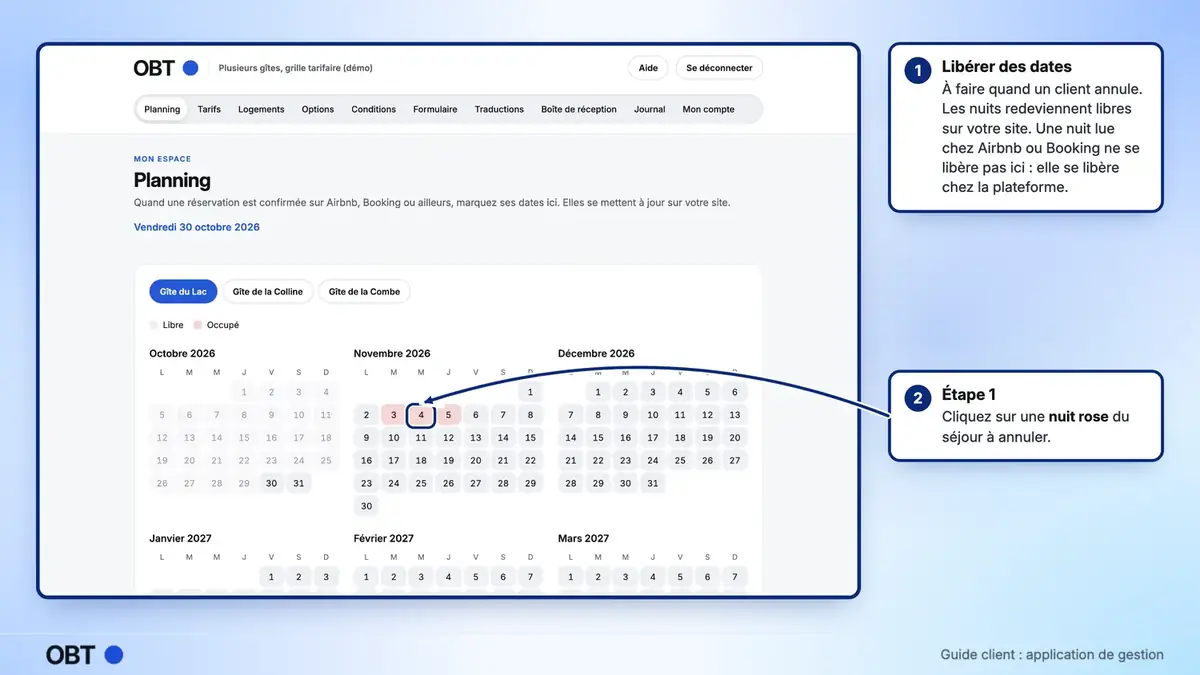 OBT
Plusieurs gîtes, grille tarifaire (démo)
Aide
Se déconnecter
Planning Tarifs Logements Options Conditions Formulaire Traductions Boîte de réception Journal Mon compte
MON ESPACE
Planning
Quand une réservation est confirmée sur Airbnb, Booking ou ailleurs, marquez ses dates ici. Elles se mettent à jour sur votre site.
Vendredi 30 octobre 2026
Gîte du Lac Gîte de la Colline Gîte de la Combe
Libre Occupé
Octobre 2026
L M M J V S D
1 2 3 4
5 6 7 8 9 10 11
12 13 14 15 16 17 18
19 20 21 22 23 24 25
26 27 28 29 30 31
Novembre 2026
L M M J V S D
1
2 3 4 5 6 7 8
9 10 11 12 13 14 15
16 17 18 19 20 21 22
23 24 25 26 27 28 29
30
Décembre 2026
L M M J V S D
1 2 3 4 5 6
7 8 9 10 11 12 13
14 15 16 17 18 19 20
21 22 23 24 25 26 27
28 29 30 31
Janvier 2027
L M M J V S D
1 2 3
Février 2027
L M M J V S D
1 2 3 4 5 6 7
Mars 2027
L M M J V S D
1 2 3 4 5 6 7
1 Libérer des dates
À faire quand un client annule.
Les nuits redeviennent libres
sur votre site. Une nuit lue
chez Airbnb ou Booking ne se
libère pas ici : elle se libère
chez la plateforme.
2 Étape 1
Cliquez sur une nuit rose du
séjour à annuler.
OBT
Guide client : application de gestion